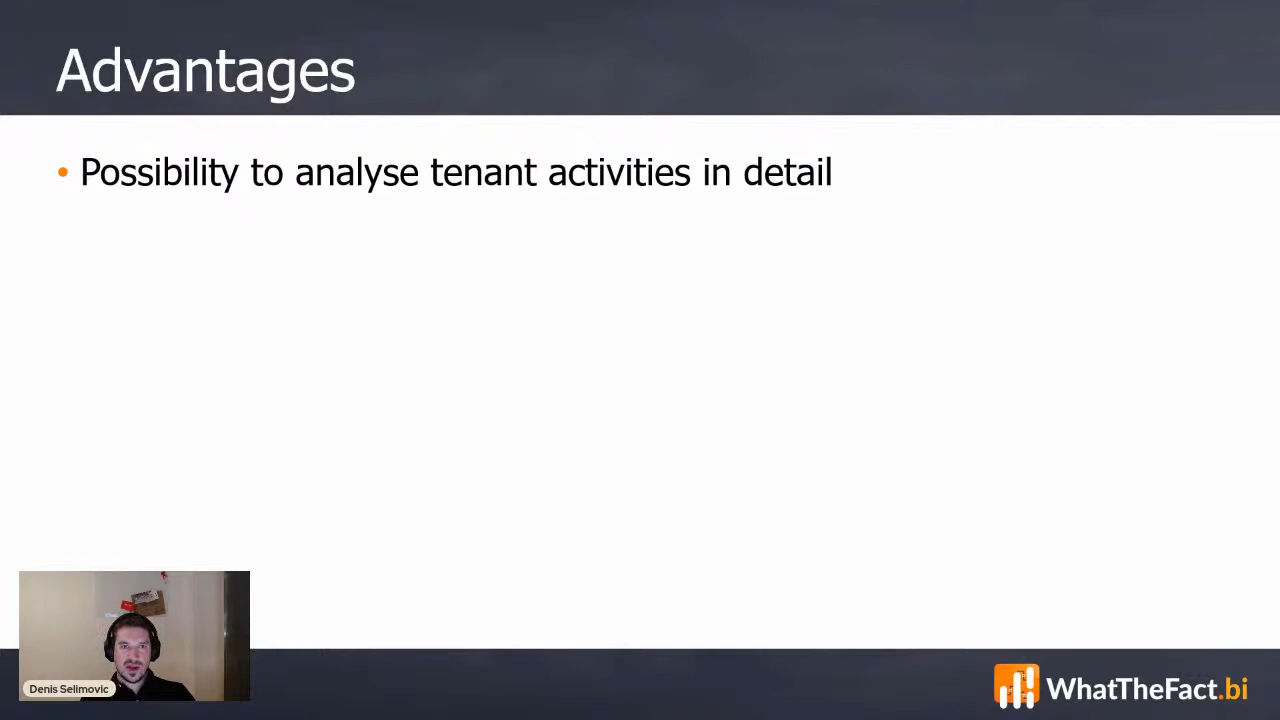 Advantages
• Possibility to analyse tenant activities in detail
Denis Selimovic
WhatTheFact.bi